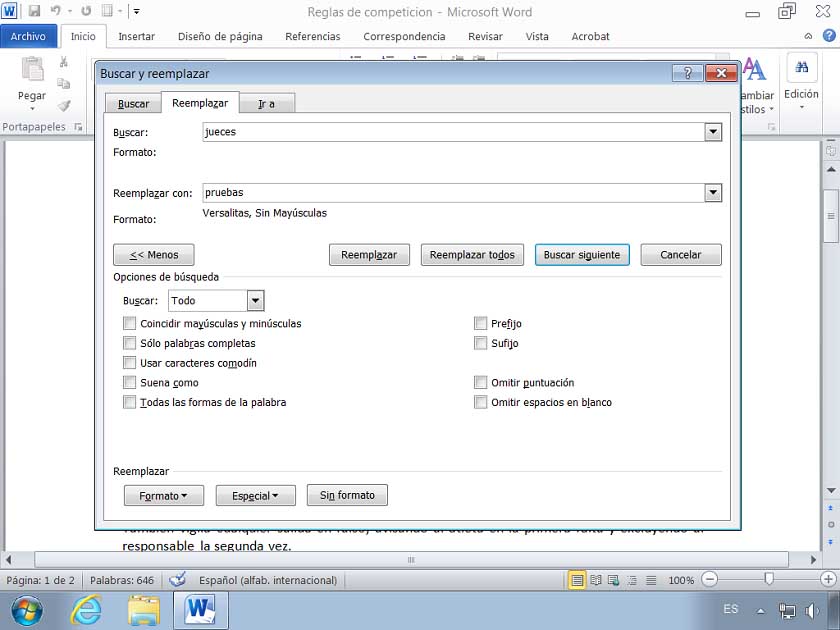 Reglas de competicion - Microsoft Word
Archivo Inicio Insertar Diseño de página Referencias Correspondencia Revisar Vista Acrobat
Pegar
Portapapeles
ambiar
stilos
Edición
Buscar y reemplazar
Buscar Reemplazar Ir a
Buscar: jueces
Formato:
Reemplazar con: pruebas
Formato: Versalitas, Sin Mayúsculas
<< Menos Reemplazar Reemplazar todos Buscar siguiente Cancelar
Opciones de búsqueda
Buscar: Todo
Coincidir mayúsculas y minúsculas Prefijo
Sólo palabras completas Sufijo
Usar caracteres comodín
Suena como Omitir puntuación
Todas las formas de la palabra Omitir espacios en blanco
Reemplazar
Formato Especial Sin formato
responsable la segunda vez.
Página: 1 de 2 Palabras: 646 Español (alfab. internacional) 100%
ES